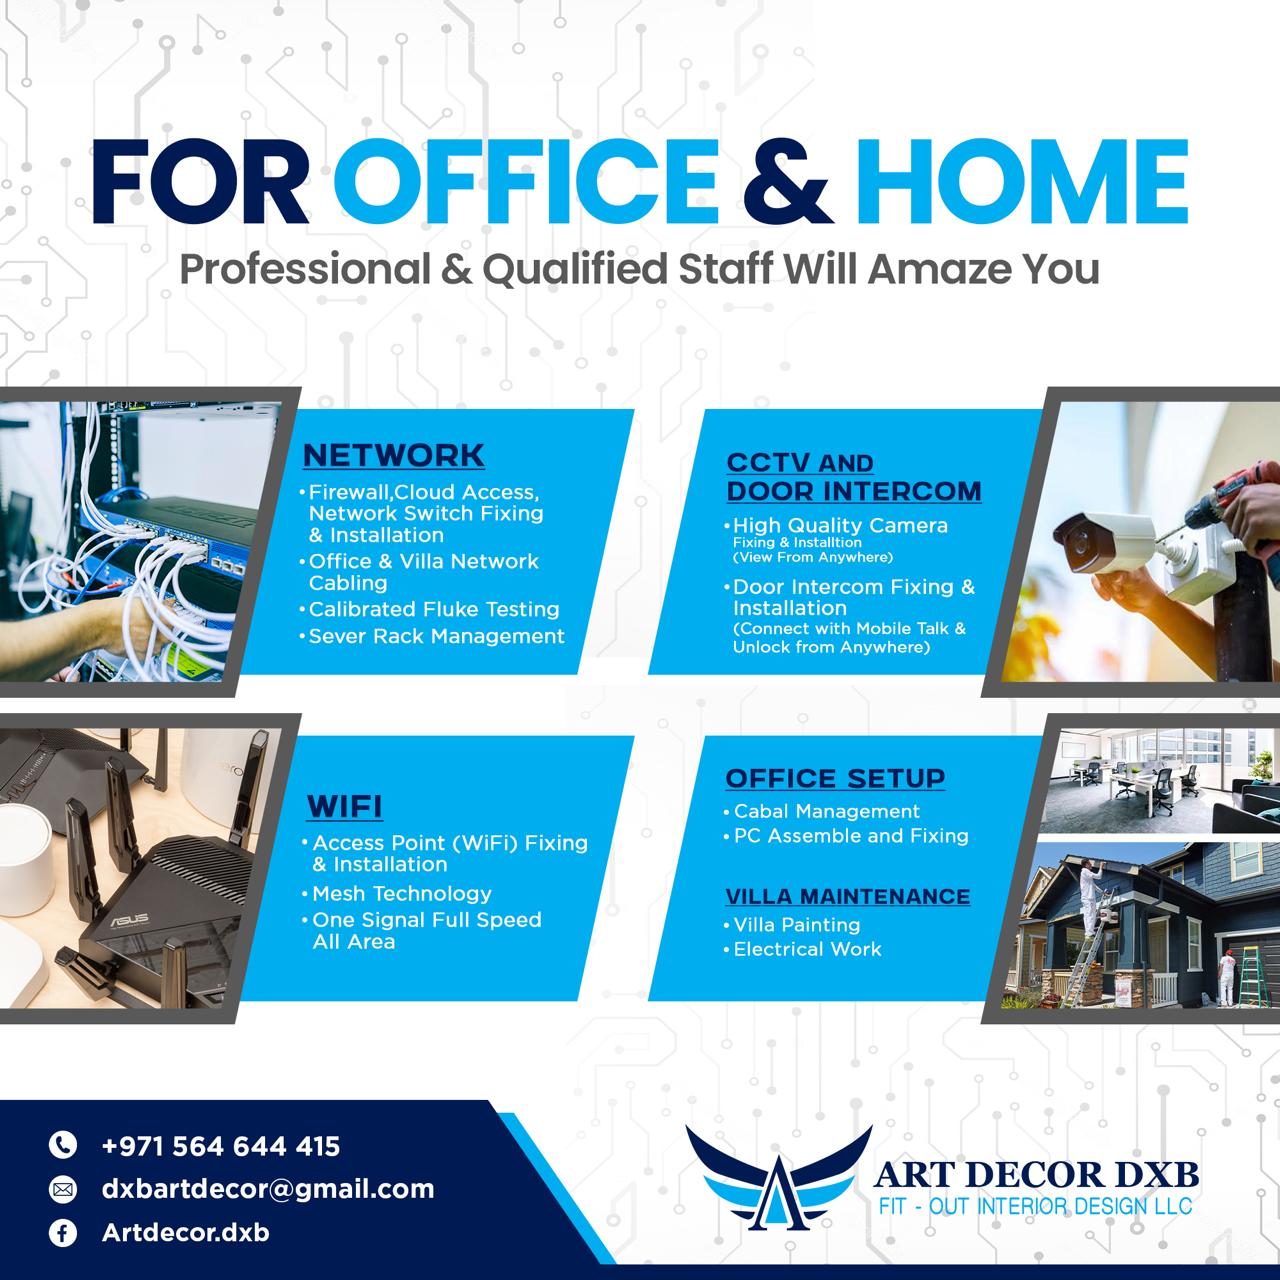 FOR OFFICE & HOME
Professional & Qualified Staff Will Amaze You
NETWORK
• Firewall,Cloud Access,
Network Switch Fixing
& Installation
• Office & Villa Network
Cabling
• Calibrated Fluke Testing
• Sever Rack Management
CCTV AND
DOOR INTERCOM
• High Quality Camera
Fixing & Installtion
(View From Anywhere)
• Door Intercom Fixing &
Installation
(Connect with Mobile Talk &
Unlock from Anywhere)
WIFI
• Access Point (WiFi) Fixing
& Installation
• Mesh Technology
• One Signal Full Speed
All Area
ASUS
OFFICE SETUP
• Cabal Management
• PC Assemble and Fixing
VILLA MAINTENANCE
• Villa Painting
• Electrical Work
+971 564 644 415
dxbartdecor@gmail.com
Artdecor.dxb
ART DECOR DXB
FIT - OUT INTERIOR DESIGN LLC